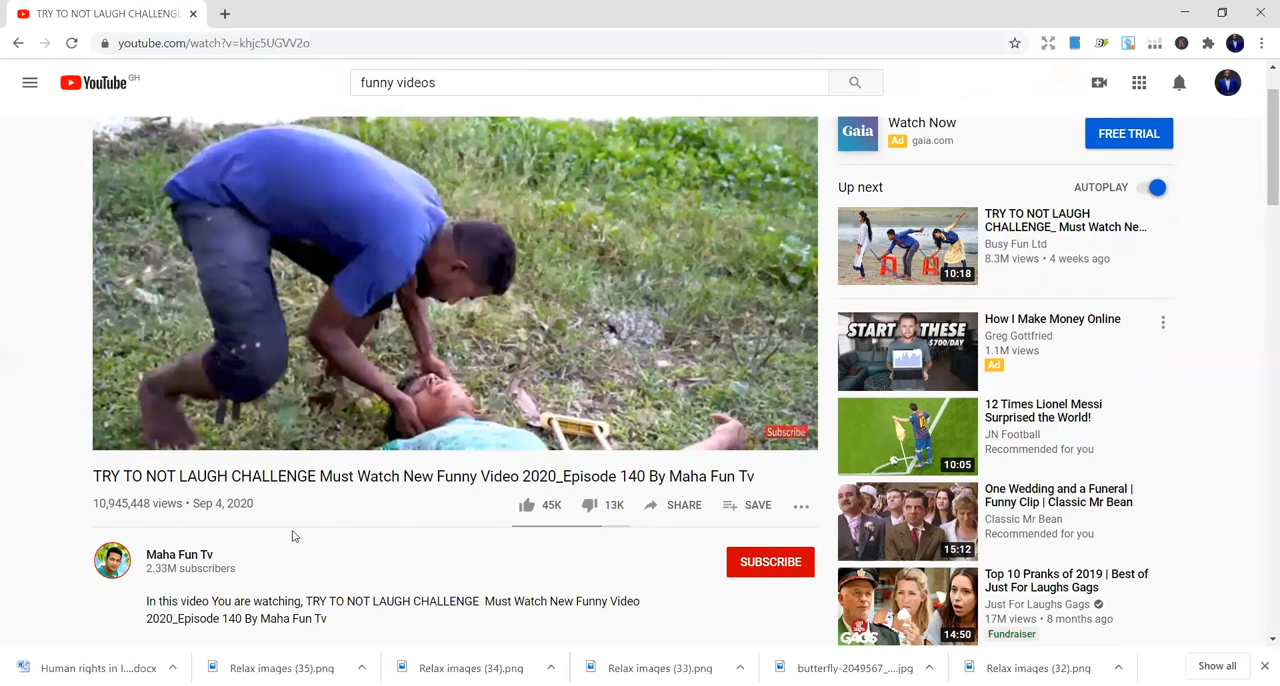 TRY TO NOT LAUGH CHALLENGE
youtube.com/watch?v=khjc5UGVV2o
YouTube GH
funny videos
Subscribe
TRY TO NOT LAUGH CHALLENGE Must Watch New Funny Video 2020_Episode 140 By Maha Fun Tv
10,945,448 views • Sep 4, 2020
45K 13K SHARE SAVE
Maha Fun Tv
2.33M subscribers
SUBSCRIBE
In this video You are watching, TRY TO NOT LAUGH CHALLENGE Must Watch New Funny Video
2020_Episode 140 By Maha Fun Tv
Gaia
Watch Now
Ad gaia.com
FREE TRIAL
Up next
AUTOPLAY
10:18
TRY TO NOT LAUGH
CHALLENGE_ Must Watch Ne...
Busy Fun Ltd
8.3M views • 4 weeks ago
START THESE
$700/DAY
How I Make Money Online
Greg Gottfried
1.1M views
Ad
10:05
12 Times Lionel Messi
Surprised the World!
JN Football
Recommended for you
15:12
One Wedding and a Funeral |
Funny Clip | Classic Mr Bean
Classic Mr Bean
Recommended for you
JFL
GAGS
14:50
Top 10 Pranks of 2019 | Best of
Just For Laughs Gags
Just For Laughs Gags
17M views • 8 months ago
Fundraiser
Human rights in I....docx
Relax images (35).png
Relax images (34).png
Relax images (33).png
butterfly-2049567_....jpg
Relax images (32).png
Show all